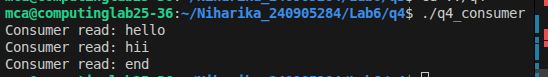 mca@computinglab25-36:~/Niharika_240905284/Lab6/q4$ ./q4_consumer
Consumer read: hello
Consumer read: hii
Consumer read: end